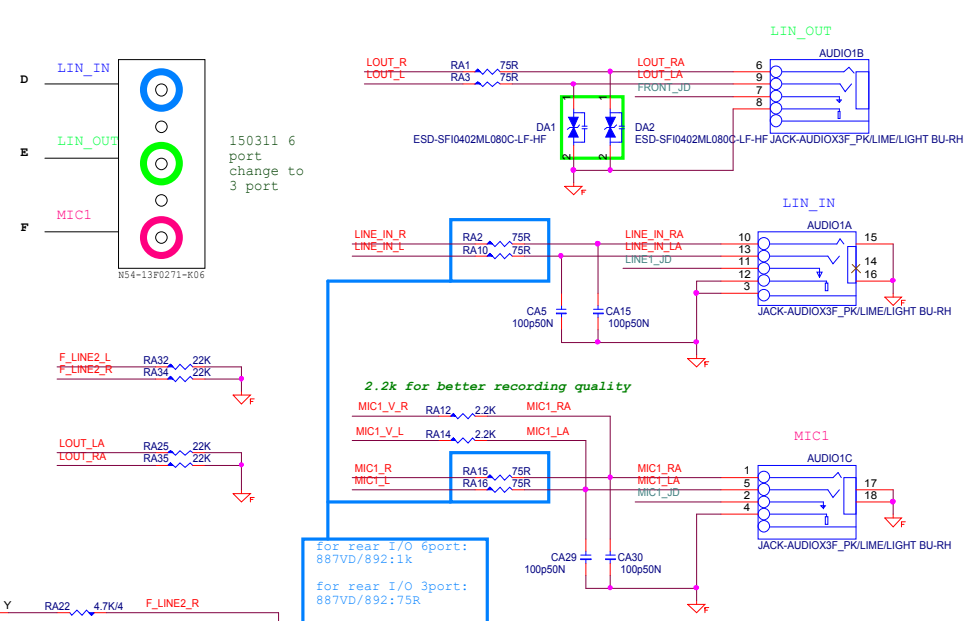 LIN_OUT
AUDIO1B
LOUT_R RA1 75R LOUT_RA 6
LOUT_L RA3 75R LOUT_LA 9
FRONT_JD 7
8
1 1
DA1 DA2
ESD-SFI0402ML080C-LF-HF ESD-SFI0402ML080C-LF-HF JACK-AUDIOX3F_PK/LIME/LIGHT BU-RH
2 2
F
D LIN_IN
E LIN_OUT
F MIC1
N54-13F0271-K06
150311 6
port
change to
3 port
LIN_IN
AUDIO1A
LINE_IN_R RA2 75R LINE_IN_RA 10 15
LINE_IN_L RA10 75R LINE_IN_LA 13
LINE1_JD 11 14
12 16
3
F
JACK-AUDIOX3F_PK/LIME/LIGHT BU-RH
CA5 CA15
100p50N 100p50N
F
F_LINE2_L RA32 22K
F_LINE2_R RA34 22K
F
2.2k for better recording quality
MIC1_V_R RA12 2.2K MIC1_RA
MIC1_V_L RA14 2.2K MIC1_LA
LOUT_LA RA25 22K
LOUT_RA RA35 22K
F
MIC1
AUDIO1C
MIC1_R RA15 75R MIC1_RA 1
MIC1_L RA16 75R MIC1_LA 5 17
MIC1_JD 2 18
4
F
JACK-AUDIOX3F_PK/LIME/LIGHT BU-RH
CA29 CA30
100p50N 100p50N
F
for rear I/O 6port:
887VD/892:1k
for rear I/O 3port:
887VD/892:75R
Y RA22 4.7K/4 F_LINE2_R